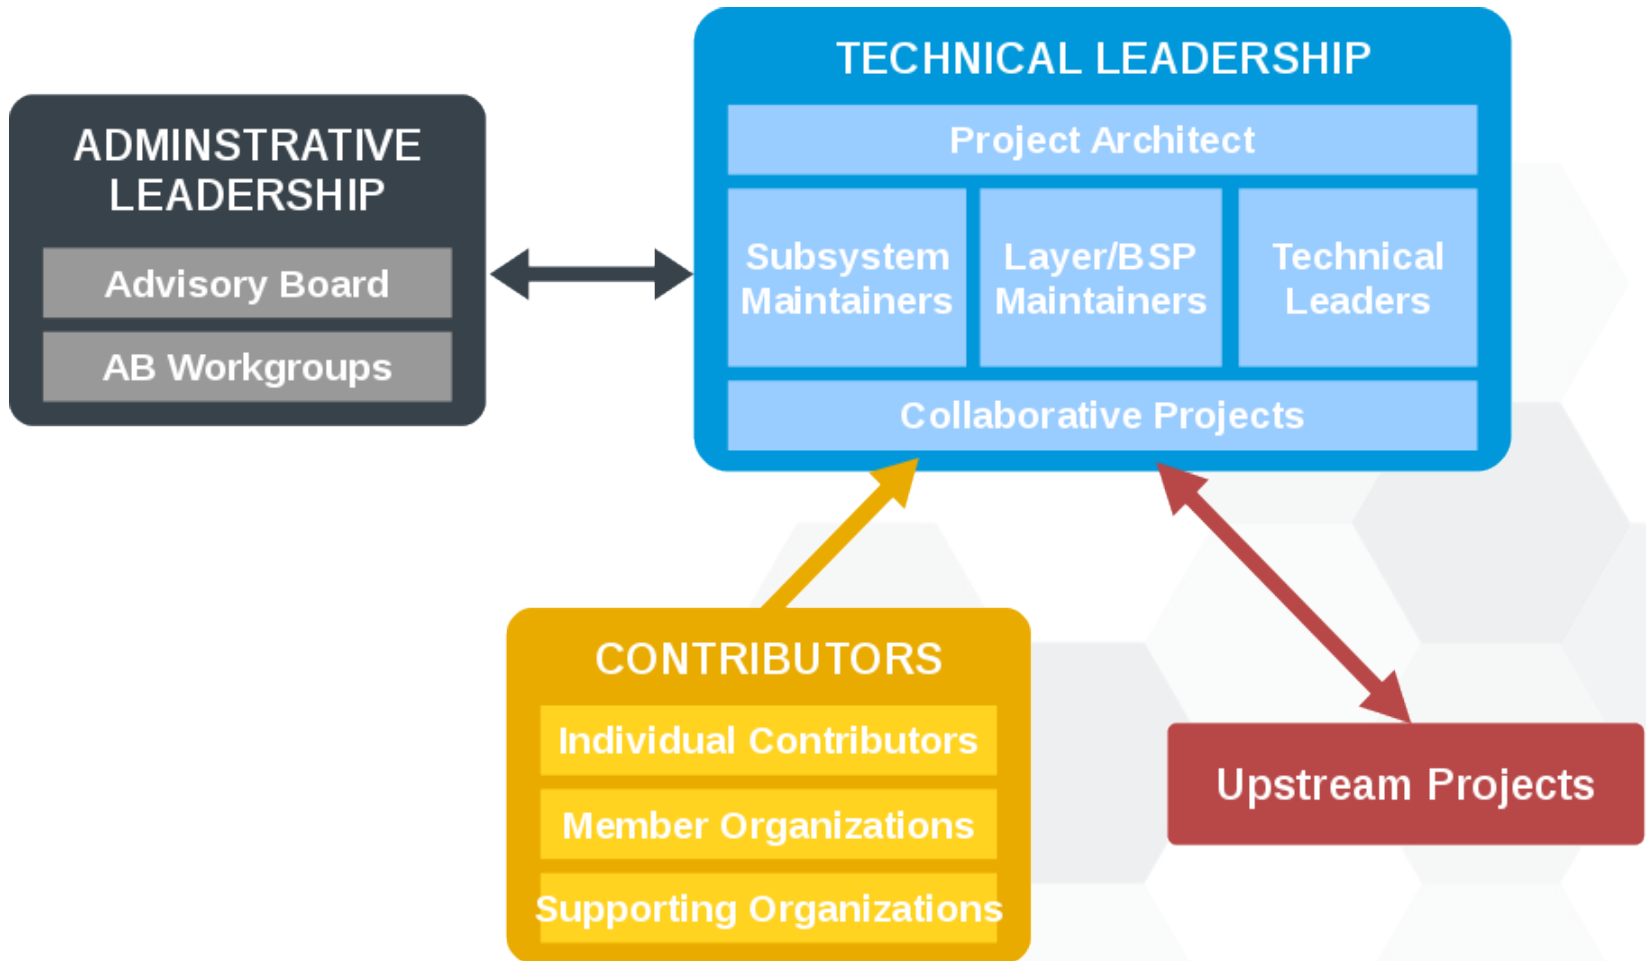 TECHNICAL LEADERSHIP
Project Architect
Subsystem
Maintainers
Layer/BSP
Maintainers
Technical
Leaders
Collaborative Projects
ADMINSTRATIVE
LEADERSHIP
Advisory Board
AB Workgroups
CONTRIBUTORS
Individual Contributors
Member Organizations
Supporting Organizations
Upstream Projects